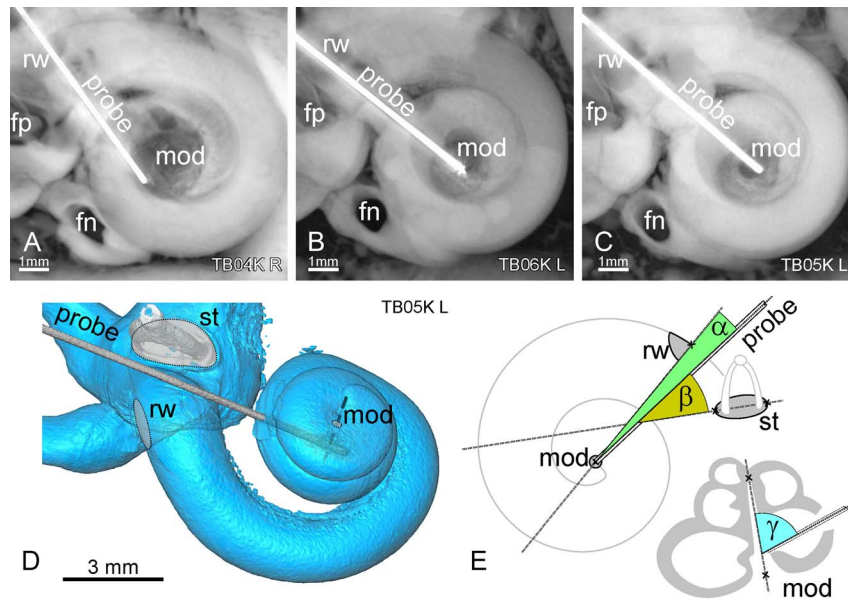 rw
probe
fp
mod
fn
A
1mm
TB04K R
rw
probe
fp
mod
fn
B
1mm
TB06K L
rw
probe
fp
mod
fn
C
1mm
TB05K L
TB05K L
probe
st
rw
mod
D
3 mm
α
probe
rw
β
st
mod
γ
E
mod